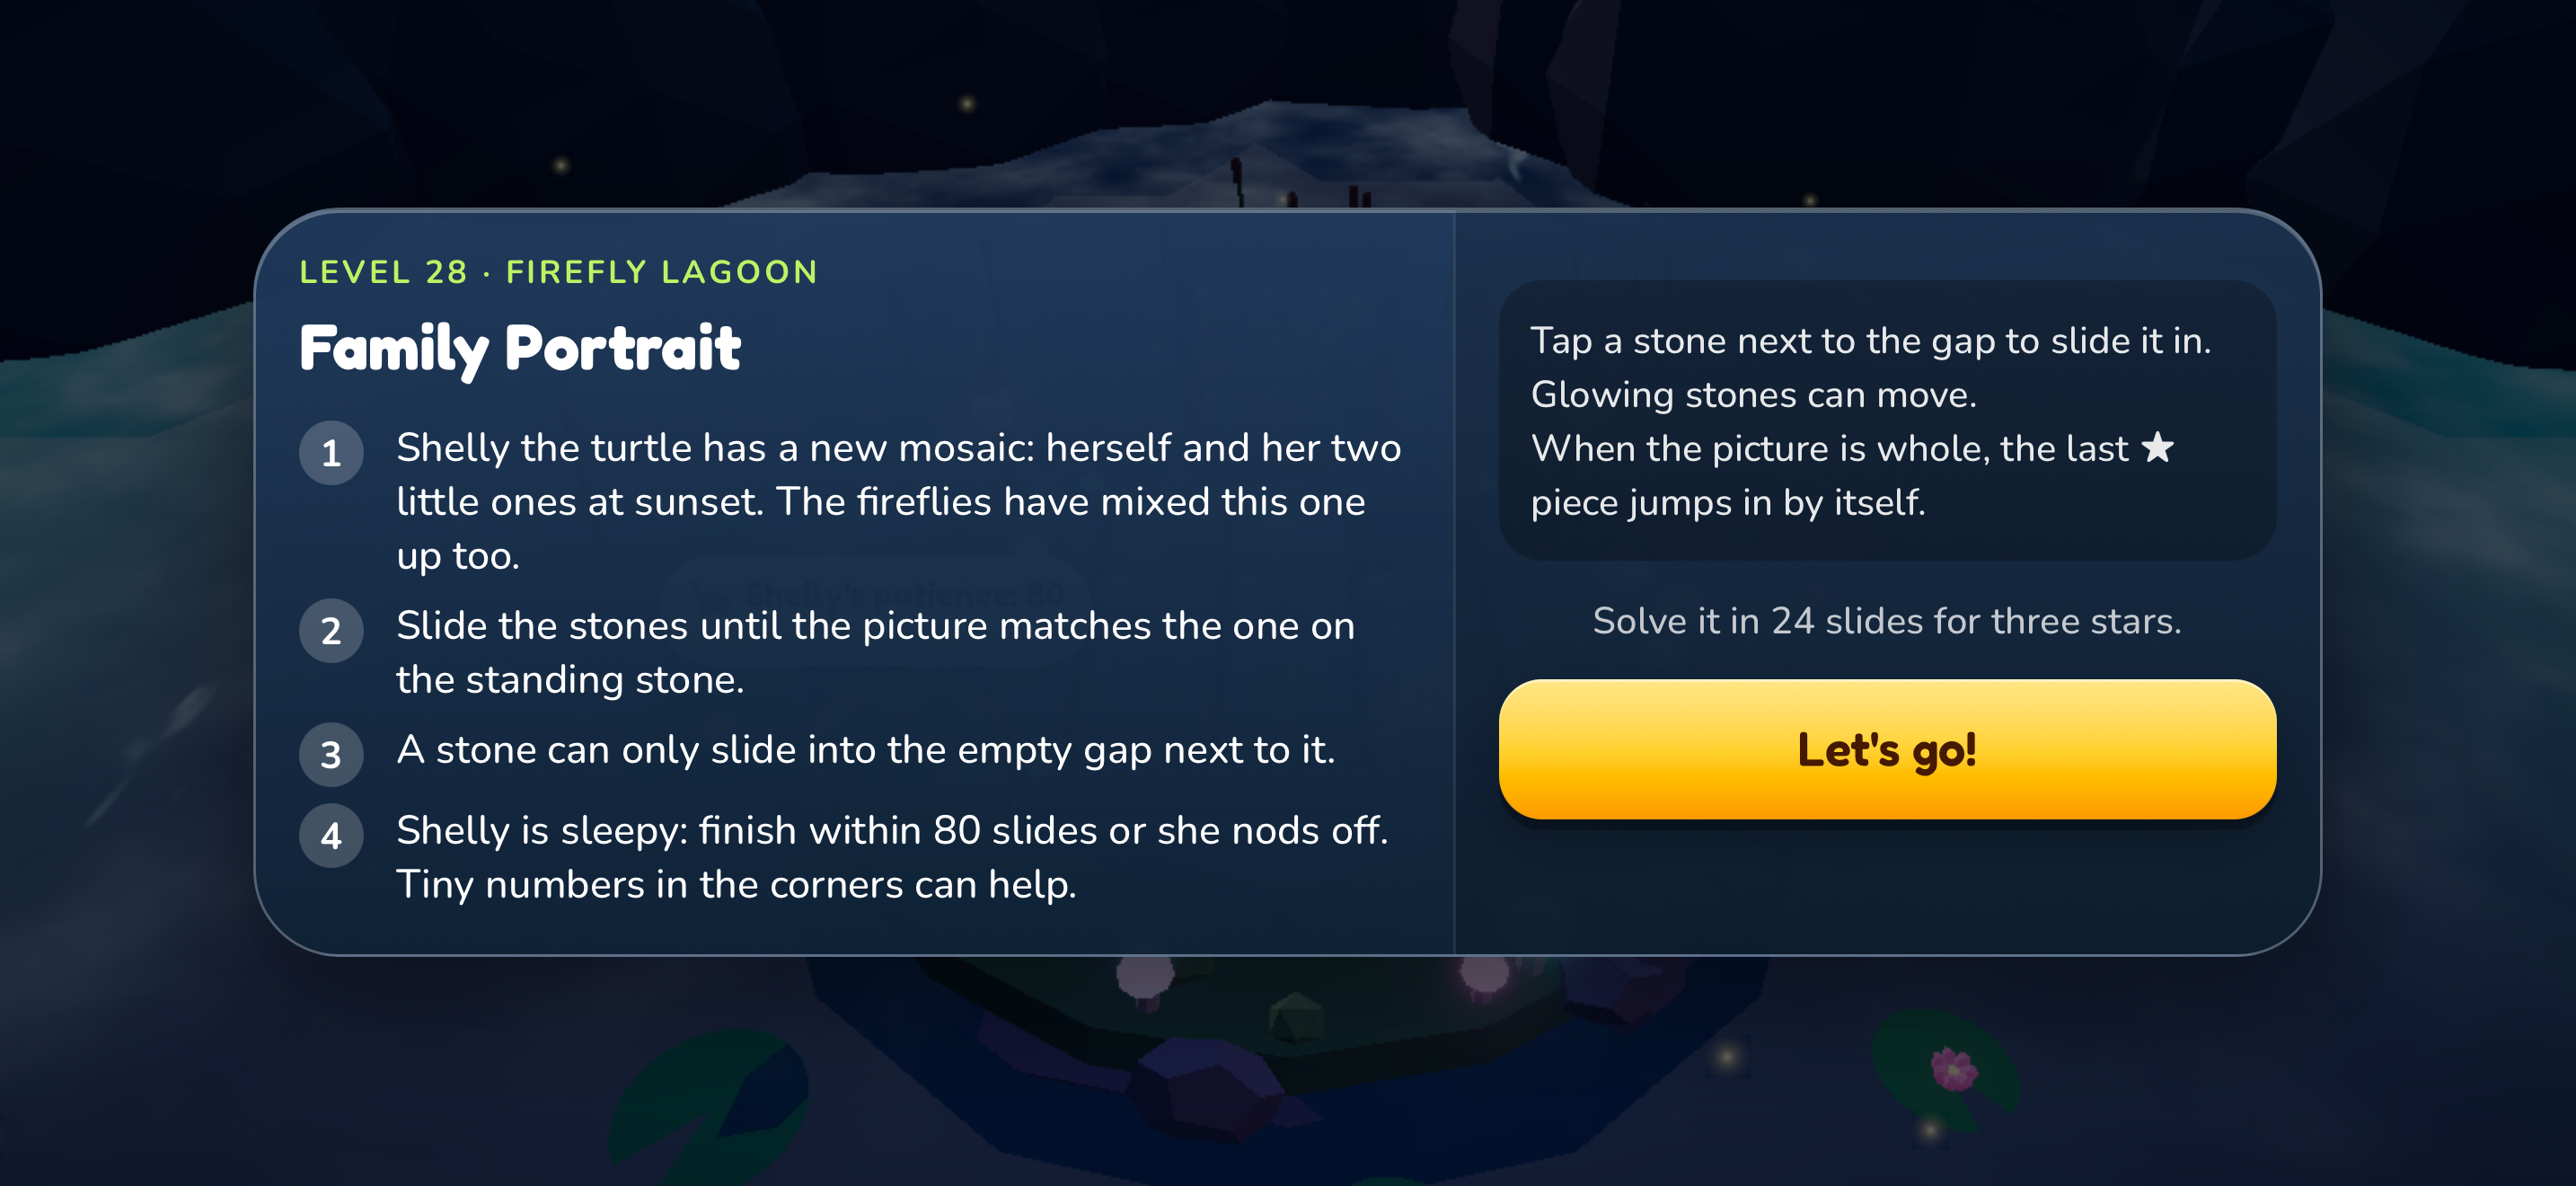 LEVEL 28 · FIREFLY LAGOON
Family Portrait
1 Shelly the turtle has a new mosaic: herself and her two
little ones at sunset. The fireflies have mixed this one
up too.
2 Slide the stones until the picture matches the one on
the standing stone.
3 A stone can only slide into the empty gap next to it.
4 Shelly is sleepy: finish within 80 slides or she nods off.
Tiny numbers in the corners can help.
Shelly's patience: 80
Tap a stone next to the gap to slide it in.
Glowing stones can move.
When the picture is whole, the last ★
piece jumps in by itself.
Solve it in 24 slides for three stars.
Let's go!